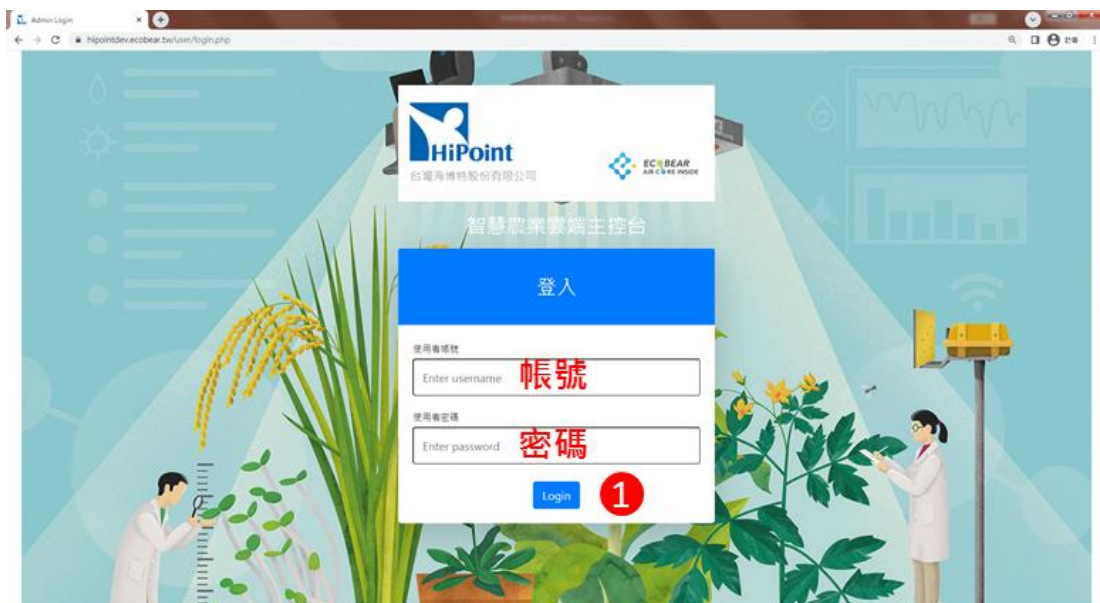 Admin Login
hipointdev.ecobear.tw/user/login.php
訪客
HiPoint
台灣海博特股份有限公司
ECOBEAR
AIR CORE INSIDE
智慧農業雲端主控台
登入
使用者帳號
Enter username 帳號
使用者密碼
Enter password 密碼
Login 1